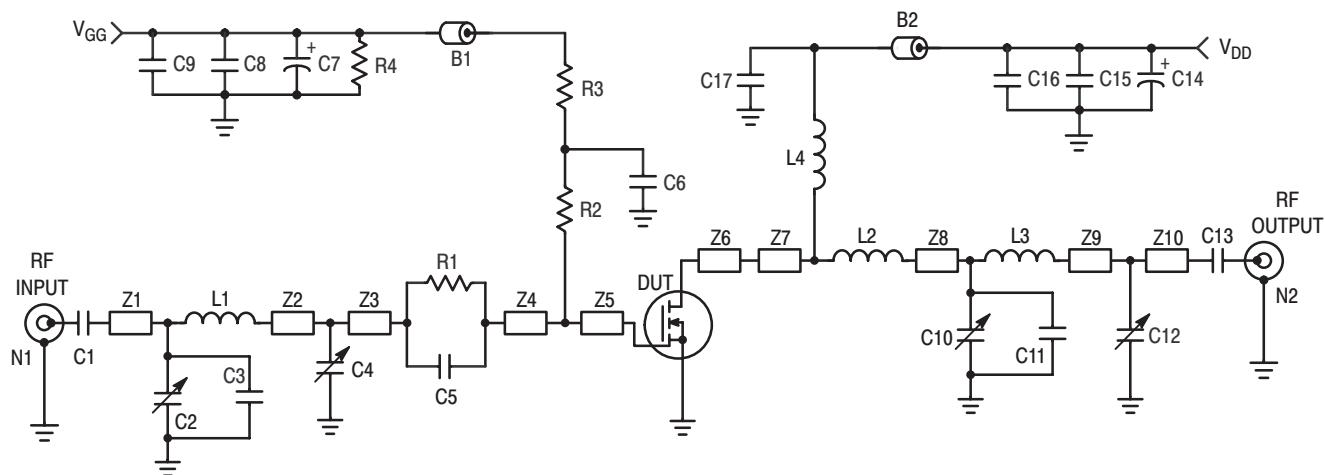 VGG
B1
B2
VDD
C9
C8
+
C7
R4
R3
C17
C16
C15
+
C14
L4
C6
R2
RF
INPUT
Z1
L1
Z2
Z3
R1
Z4
Z5
DUT
Z6
Z7
L2
Z8
L3
Z9
Z10
C13
RF
OUTPUT
N1
C1
C3
C2
C4
C5
C10
C11
C12
N2